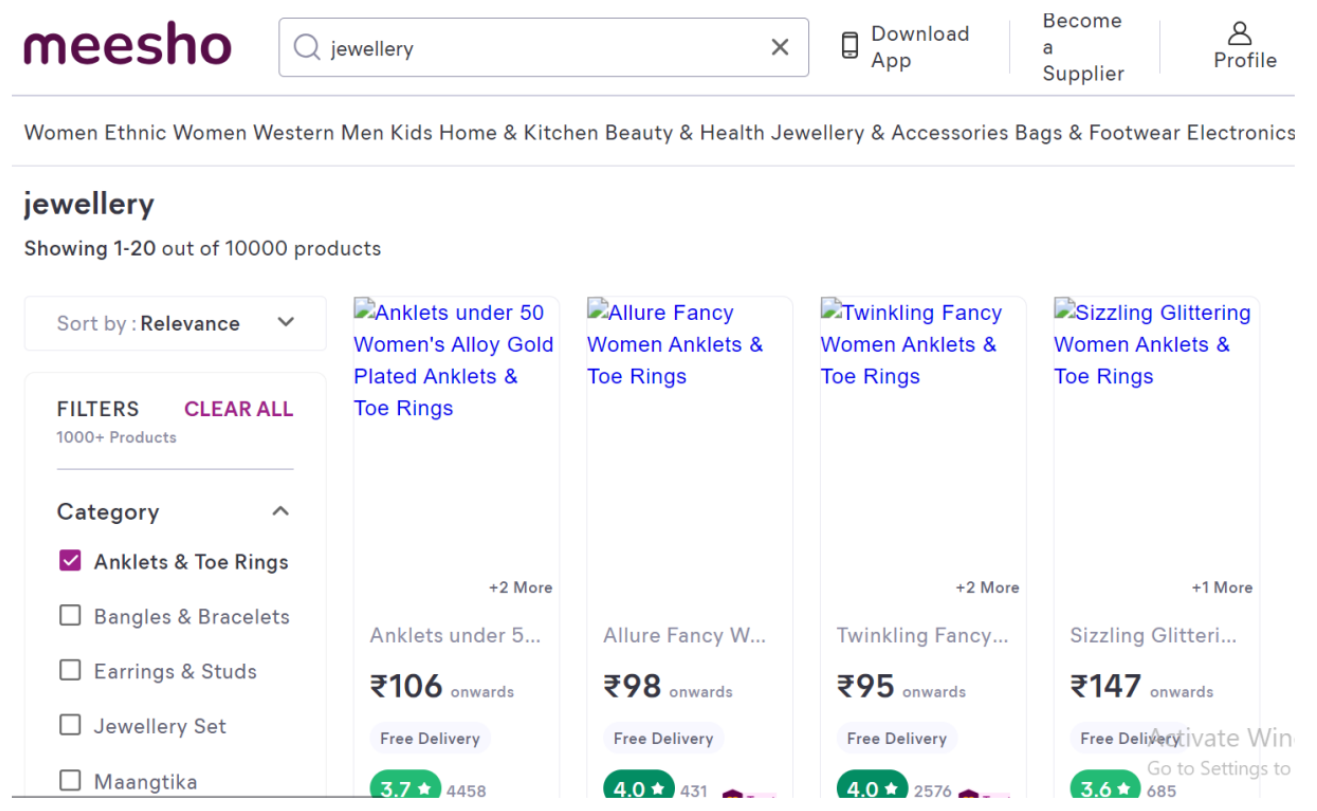 meesho
jewellery
Download
App
Become
a
Supplier
Profile
Women Ethnic Women Western Men Kids Home & Kitchen Beauty & Health Jewellery & Accessories Bags & Footwear Electronics
jewellery
Showing 1-20 out of 10000 products
Sort by : Relevance
FILTERS CLEAR ALL
1000+ Products
Category
Anklets & Toe Rings
Bangles & Bracelets
Earrings & Studs
Jewellery Set
Maangtika
Anklets under 50
Women's Alloy Gold
Plated Anklets &
Toe Rings
+2 More
Anklets under 5...
₹106 onwards
Free Delivery
3.7 ★ 4458
Allure Fancy
Women Anklets &
Toe Rings
Allure Fancy W...
₹98 onwards
Free Delivery
4.0 ★ 431
Twinkling Fancy
Women Anklets &
Toe Rings
+2 More
Twinkling Fancy...
₹95 onwards
Free Delivery
4.0 ★ 2576
Sizzling Glittering
Women Anklets &
Toe Rings
+1 More
Sizzling Glitteri...
₹147 onwards
Free Delivery
3.6 ★ 685
Activate Win
Go to Settings to